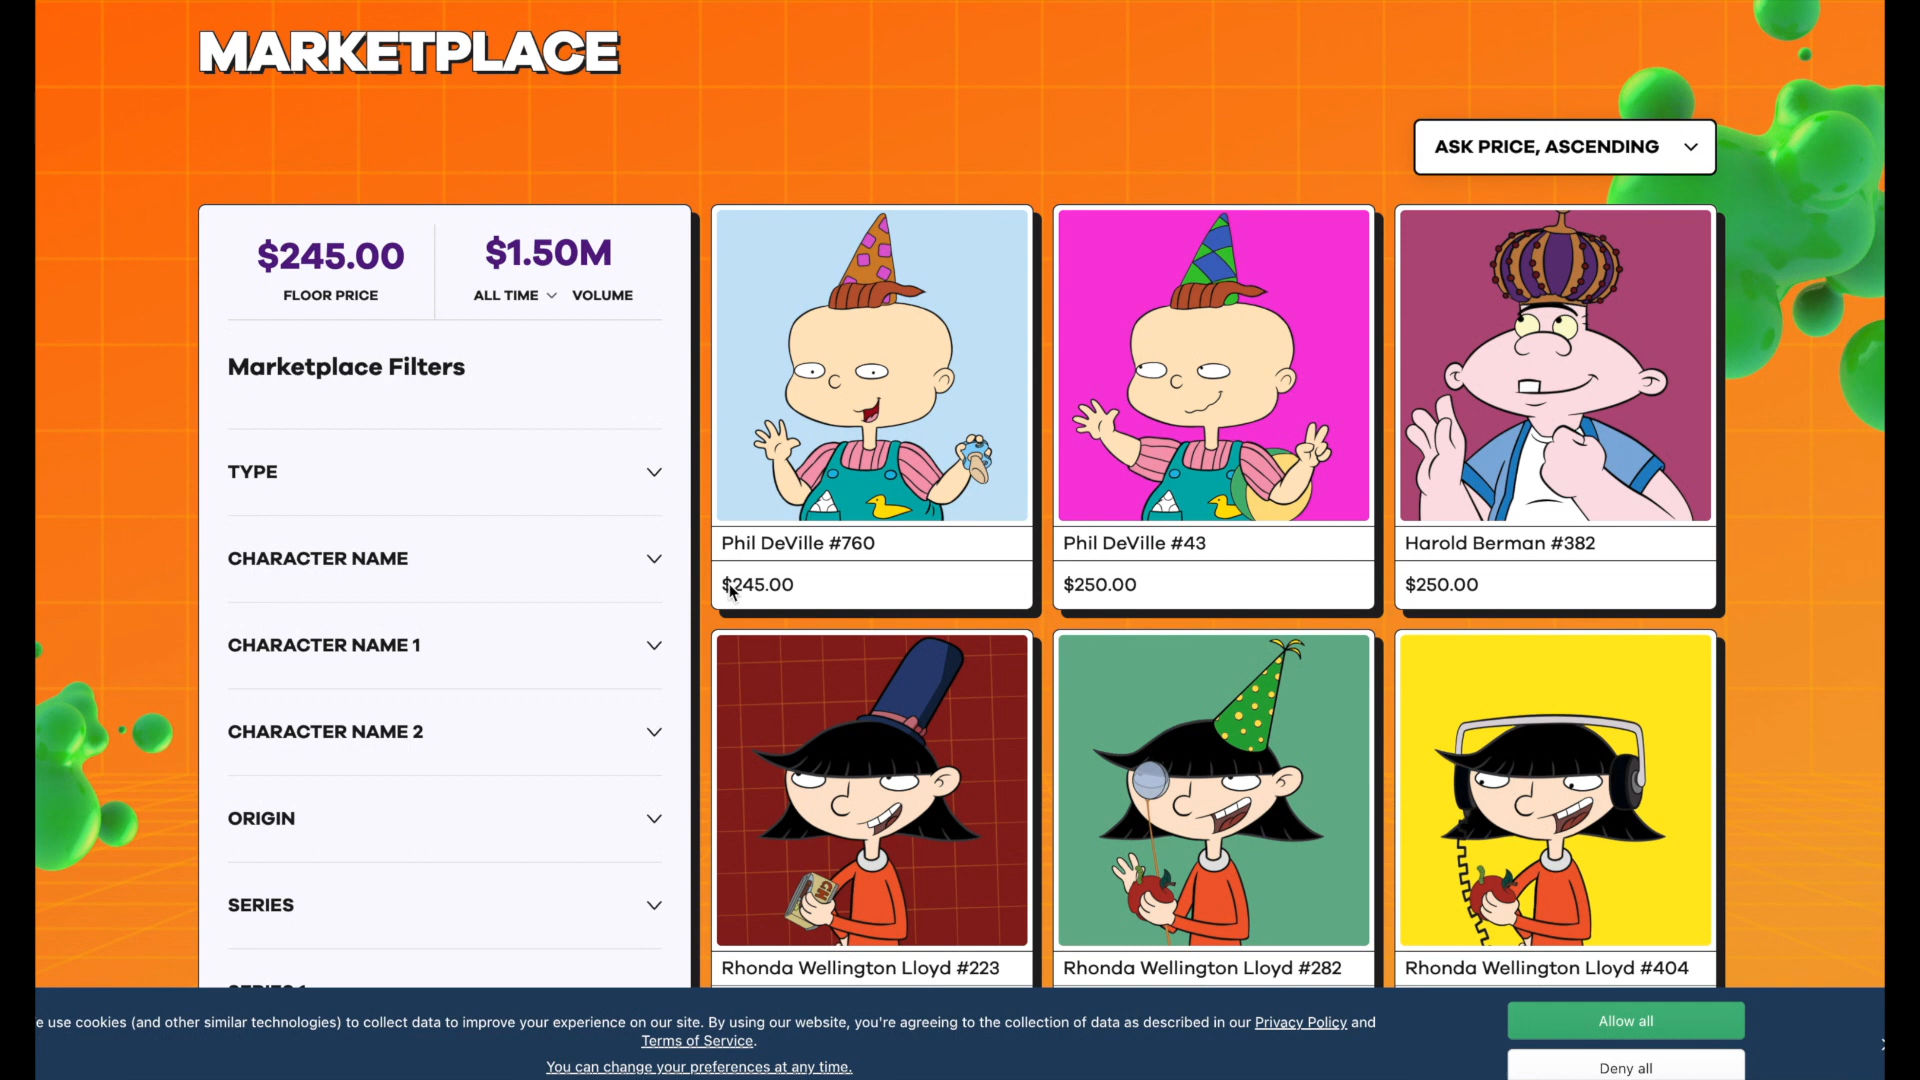 MARKETPLACE
ASK PRICE, ASCENDING
$245.00
FLOOR PRICE
$1.50M
ALL TIME VOLUME
Marketplace Filters
TYPE
CHARACTER NAME
CHARACTER NAME 1
CHARACTER NAME 2
ORIGIN
SERIES
Phil DeVille #760
$245.00
Phil DeVille #43
$250.00
Harold Berman #382
$250.00
Rhonda Wellington Lloyd #223
Rhonda Wellington Lloyd #282
Rhonda Wellington Lloyd #404
e use cookies (and other similar technologies) to collect data to improve your experience on our site. By using our website, you're agreeing to the collection of data as described in our Privacy Policy and
Terms of Service.
You can change your preferences at any time.
Allow all
Deny all